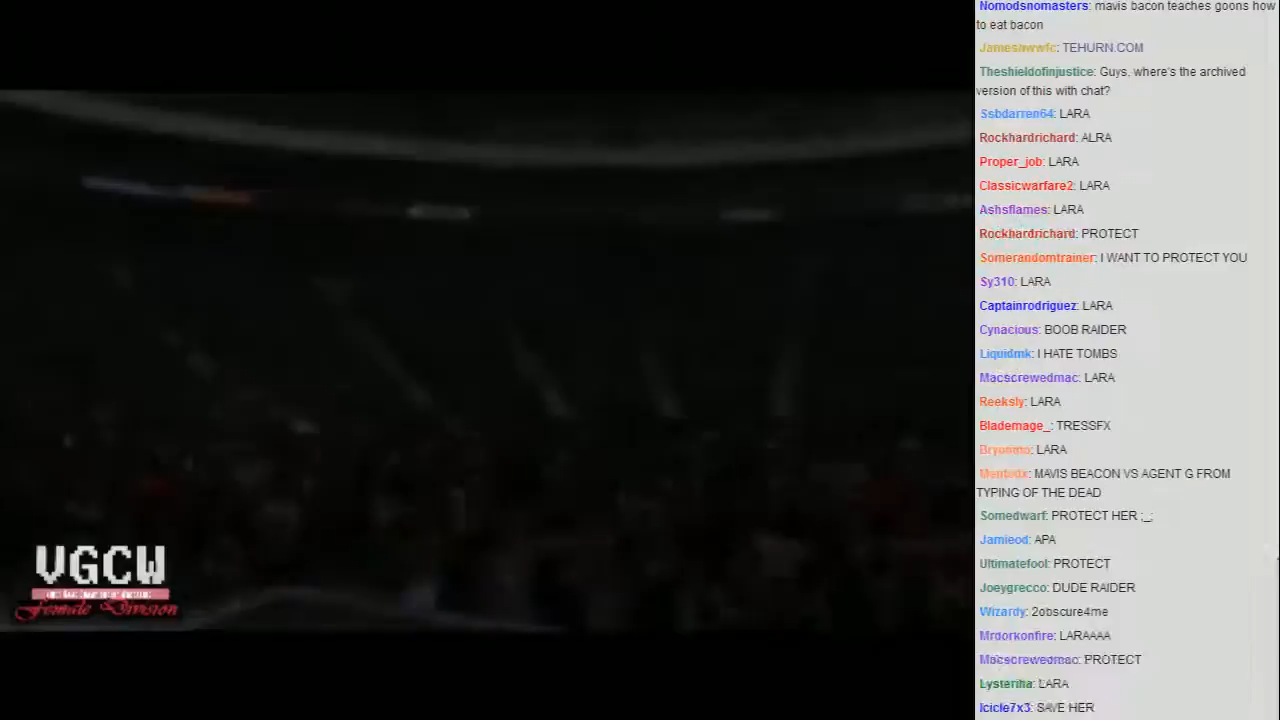 Nomodsnomasters: mavis bacon teaches goons how
to eat bacon
Jameshwwfc: TEHURN.COM
Theshieldofinjustice: Guys, where's the archived
version of this with chat?
Ssbdarren64: LARA
Rockhardrichard: ALRA
Proper_job: LARA
Classicwarfare2: LARA
Ashsflames: LARA
Rockhardrichard: PROTECT
Somerandomtrainer: I WANT TO PROTECT YOU
Sy310: LARA
Captainrodriguez: LARA
Cynacious: BOOB RAIDER
Liquidmk: I HATE TOMBS
Macscrewedmac: LARA
Reeksly: LARA
Blademage_: TRESSFX
LARA
MAVIS BEACON VS AGENT G FROM
TYPING OF THE DEAD
Somedwarf: PROTECT HER ;_;
Jamieod: APA
Ultimatefool: PROTECT
Joeygrecco: DUDE RAIDER
Wizardy: 2obscure4me
Mrdorkonfire: LARAAAA
Macscrewedmac: PROTECT
Lysterilla: LARA
Icicle7x3: SAVE HER
VGCW
Female Division